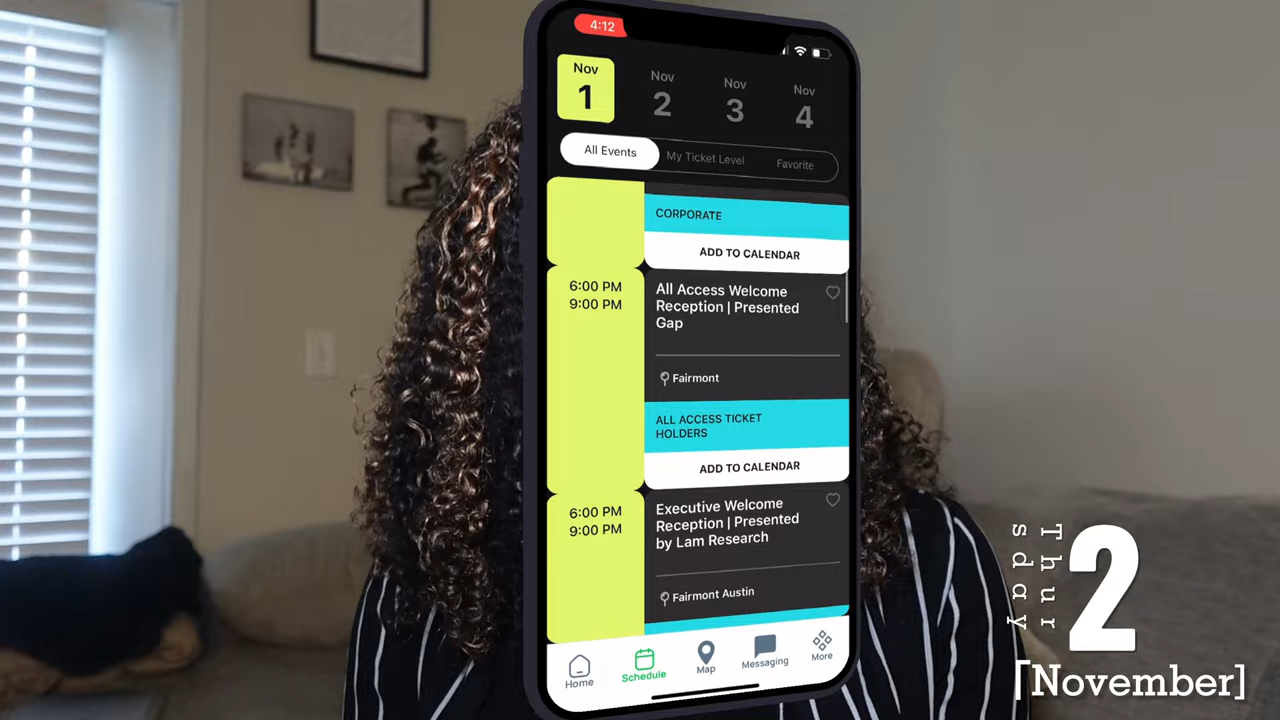 4:12
Nov
1
Nov
2
Nov
3
Nov
4
All Events
My Ticket Level
Favorite
CORPORATE
ADD TO CALENDAR
6:00 PM
9:00 PM
All Access Welcome
Reception | Presented
Gap
Fairmont
ALL ACCESS TICKET
HOLDERS
ADD TO CALENDAR
6:00 PM
9:00 PM
Executive Welcome
Reception | Presented
by Lam Research
Fairmont Austin
Home
Schedule
Map
Messaging
More
Thur
sday
2
[November]